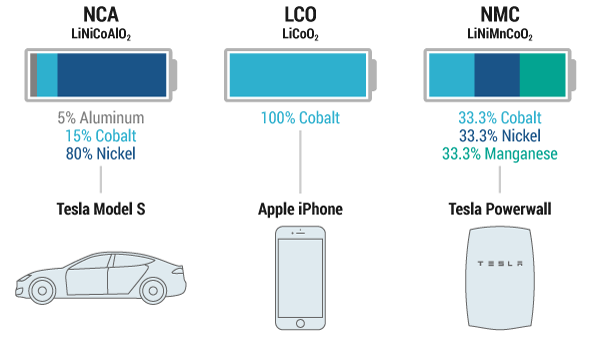 NCA
LiNiCoAlO₂
5% Aluminum
15% Cobalt
80% Nickel
Tesla Model S
LCO
LiCoO₂
100% Cobalt
Apple iPhone
NMC
LiNiMnCoO₂
33.3% Cobalt
33.3% Nickel
33.3% Manganese
Tesla Powerwall
TESLA